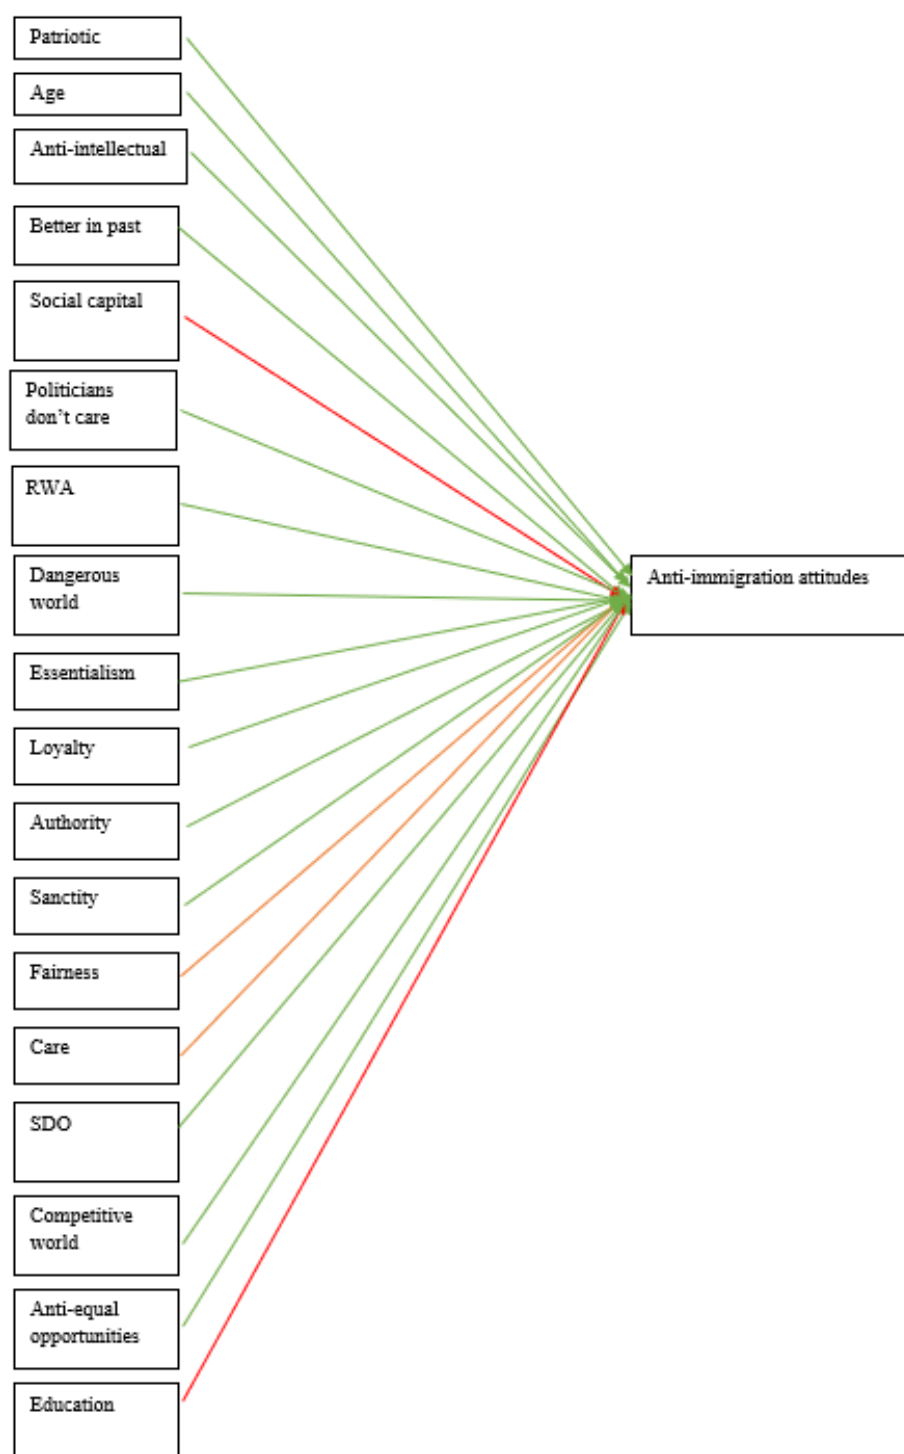 Patriotic
Age
Anti-intellectual
Better in past
Social capital
Politicians
don’t care
RWA
Dangerous
world
Anti-immigration attitudes
Essentialism
Loyalty
Authority
Sanctity
Fairness
Care
SDO
Competitive
world
Anti-equal
opportunities
Education